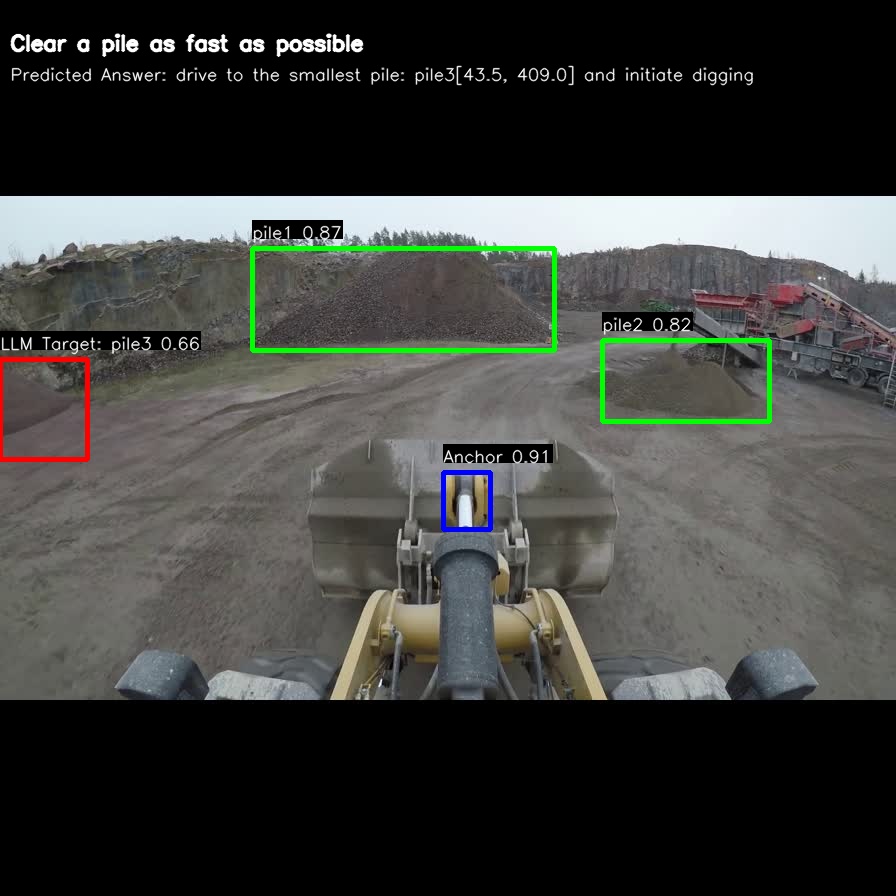 Clear a pile as fast as possible
Predicted Answer: drive to the smallest pile: pile3[43.5, 409.0] and initiate digging
pile1 0.87
pile2 0.82
LLM Target: pile3 0.66
Anchor 0.91